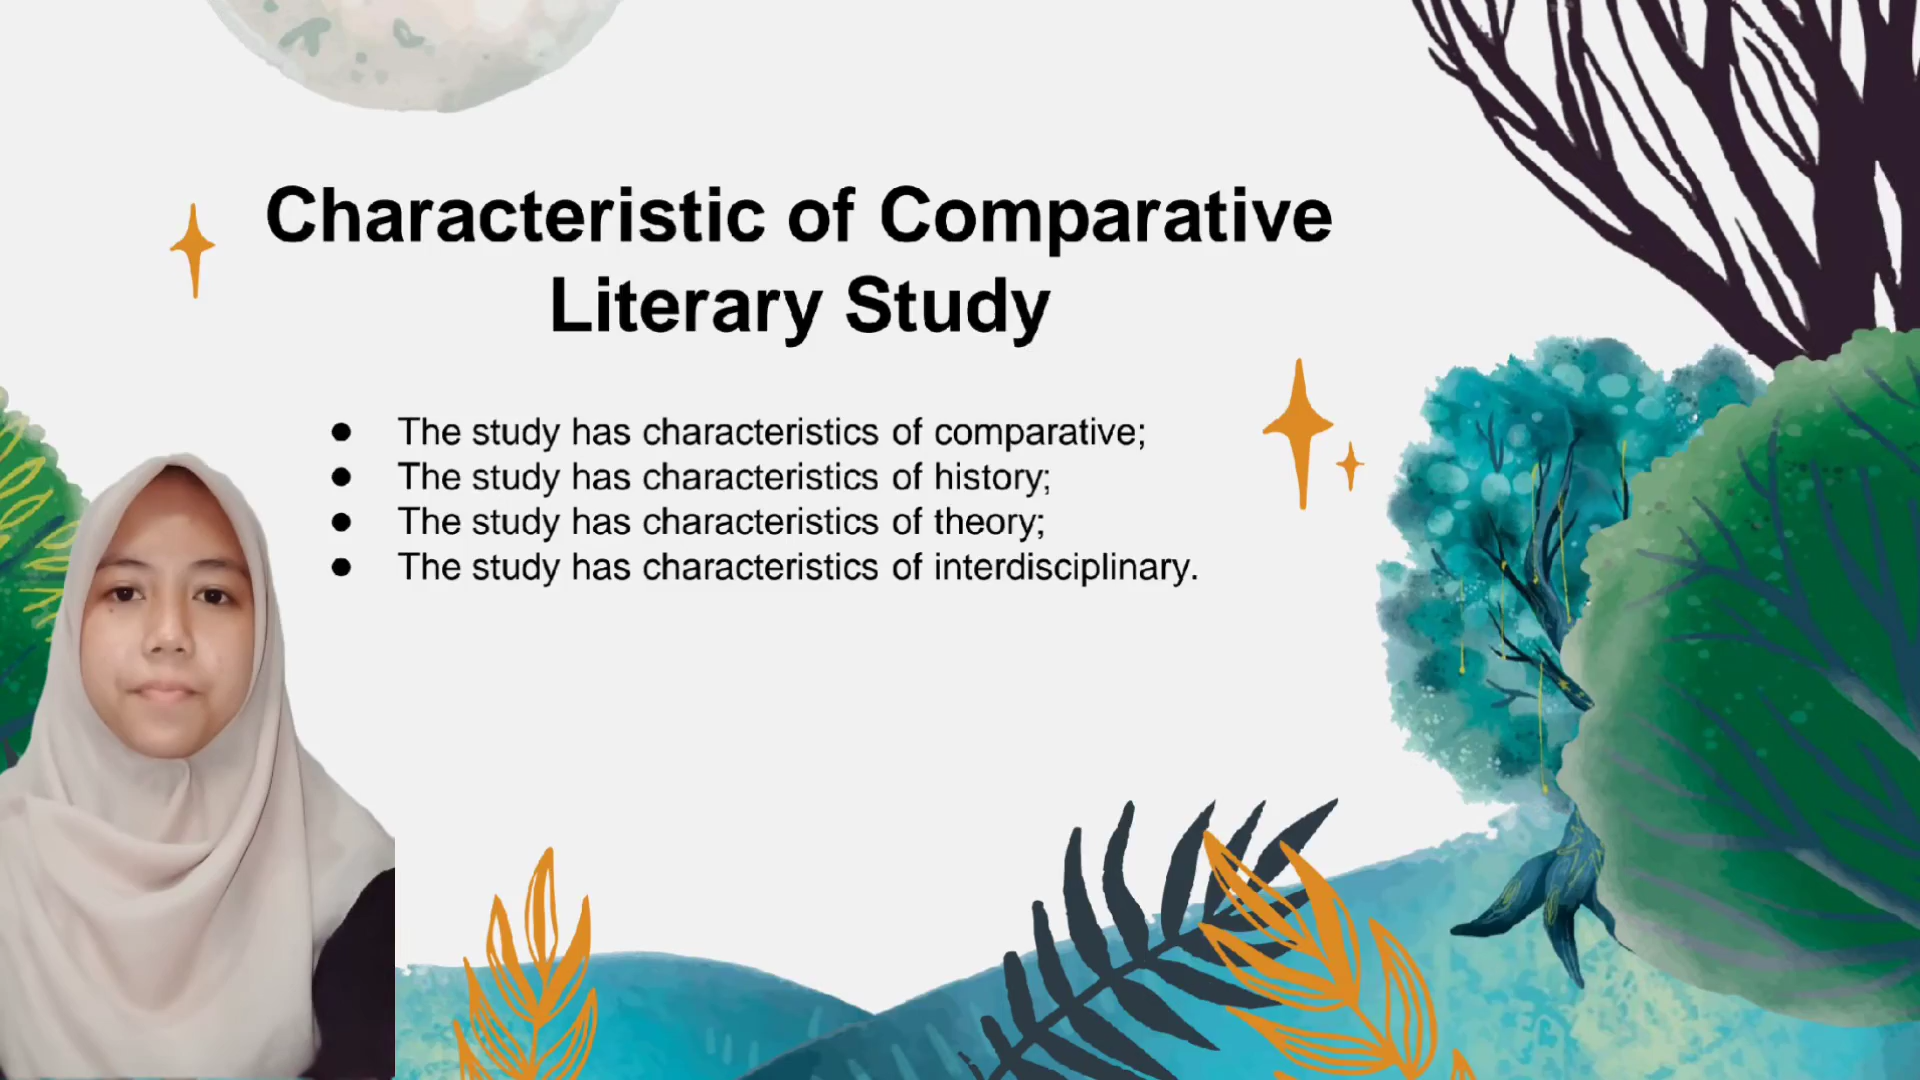 Characteristic of Comparative
Literary Study
● The study has characteristics of comparative;
● The study has characteristics of history;
● The study has characteristics of theory;
● The study has characteristics of interdisciplinary.